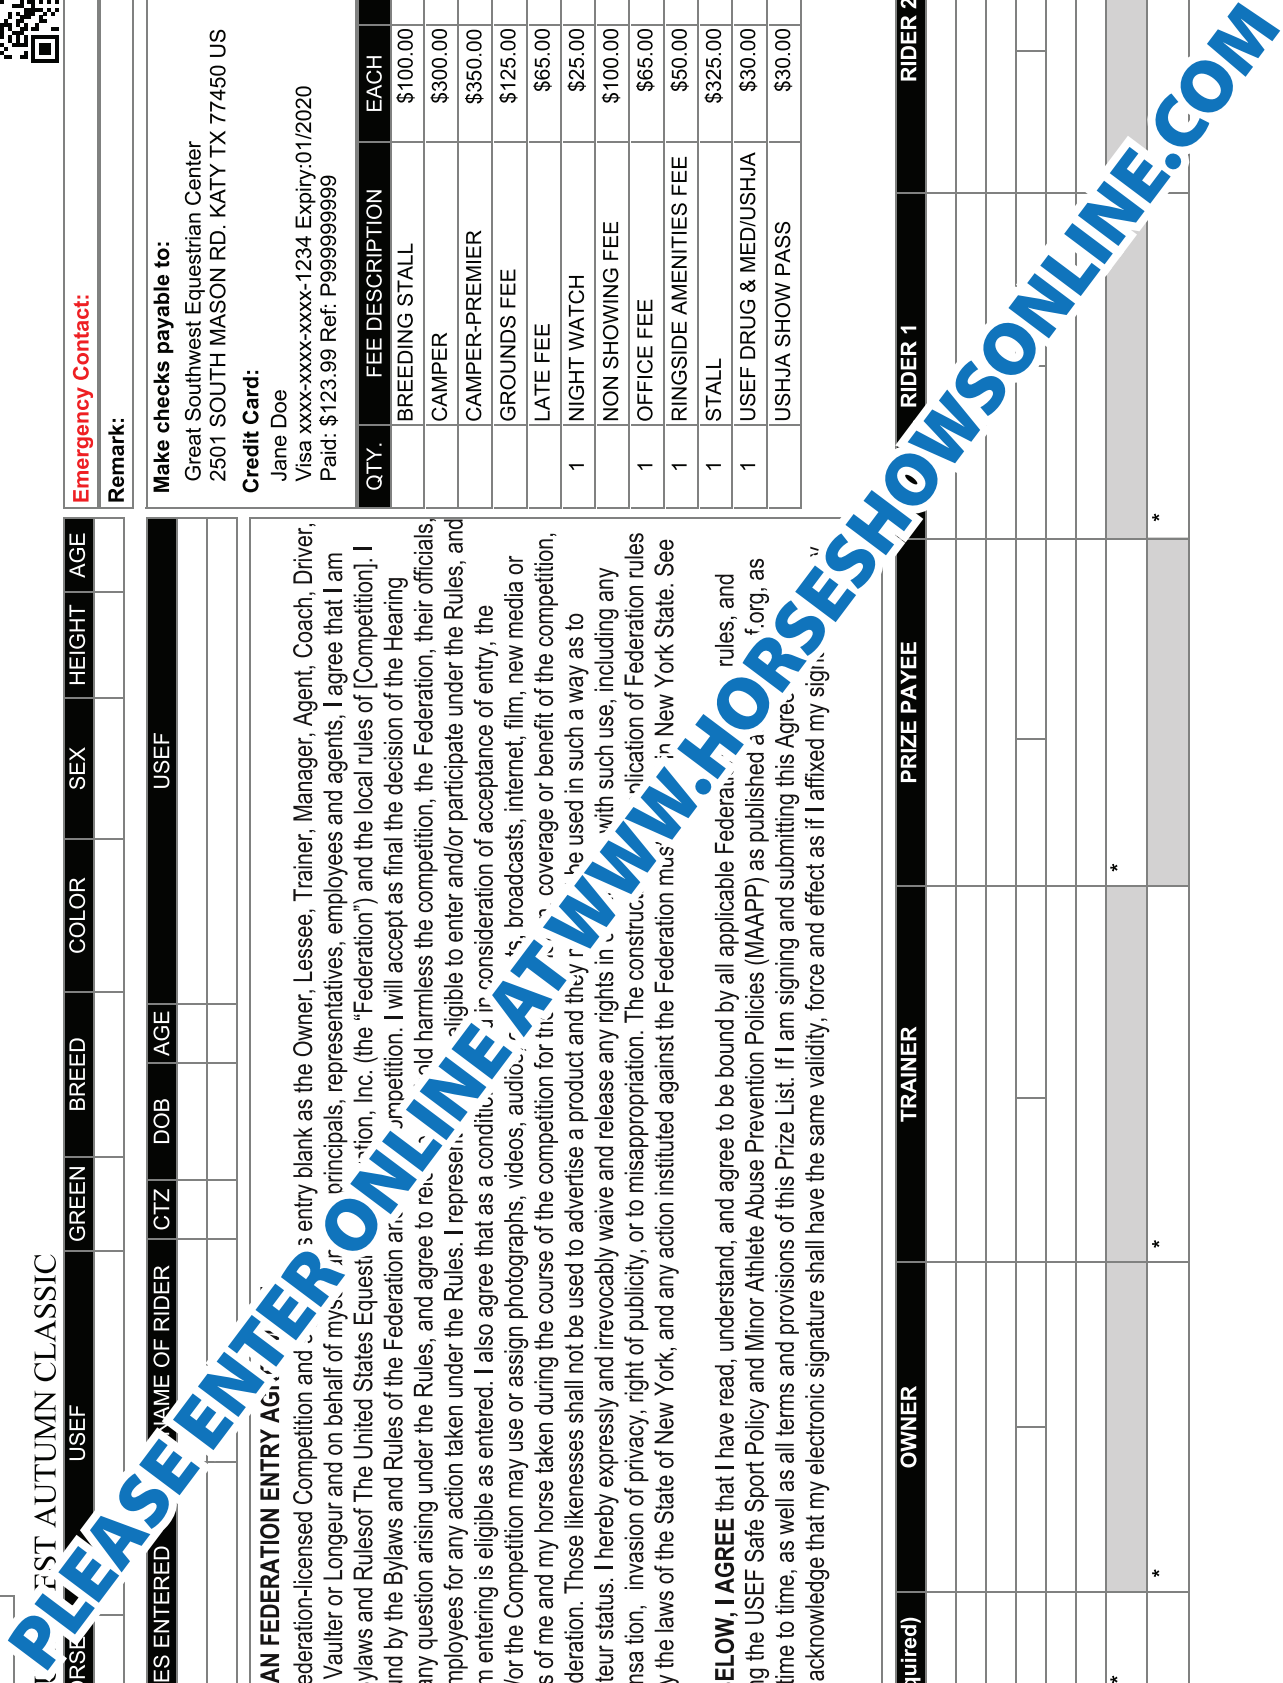 EST AUTUMN CLASSIC
USEF GREEN BREED COLOR SEX HEIGHT AGE
ES ENTERED NAME OF RIDER CTZ DOB AGE USEF
AN FEDERATION ENTRY
ederation-licensed Competition and s entry blank as the Owner, Lessee, Trainer, Manager, Agent, Coach, Driver,
Vaulter or Longeur and on behalf of principals, representatives, employees and agents, I agree that I am
ylaws and Rulesof The United States Equestri tion, Inc. (the “Federation”) and the local rules of [Competition]. I
und by the Bylaws and Rules of the Federation and ompetition. I will accept as final the decision of the Hearing
any question arising under the Rules, and agree to rele old harmless the competition, the Federation, their officials,
mployees for any action taken under the Rules. I represent eligible to enter and/or participate under the Rules, and
m entering is eligible as entered. I also agree that as a condition in consideration of acceptance of entry, the
/or the Competition may use or assign photographs, videos, audios, broadcasts, internet, film, new media or
s of me and my horse taken during the course of the competition for the coverage or benefit of the competition,
deration. Those likenesses shall not be used to advertise a product and they be used in such a way as to
teur status. I hereby expressly and irrevocably waive and release any rights in with such use, including any
nsation, invasion of privacy, right of publicity, or to misappropriation. The construct plication of Federation rules
y the laws of the State of New York, and any action instituted against the Federation must in New York State. See
ELOW, I AGREE that I have read, understand, and agree to be bound by all applicable Federation rules, and
ng the USEF Safe Sport Policy and Minor Athlete Abuse Prevention Policies (MAAPP) as published f.org, as
time to time, as well as all terms and provisions of this Prize List. If I am signing and submitting this
acknowledge that my electronic signature shall have the same validity, force and effect as if I affixed my
Emergency Contact:
Remark:
Make checks payable to:
Great Southwest Equestrian Center
2501 SOUTH MASON RD. KATY TX 77450 US
Credit Card:
Jane Doe
Visa xxxx-xxxx-xxxx-1234 Expiry:01/2020
Paid: $123.99 Ref: P999999999
QTY. FEE DESCRIPTION EACH
BREEDING STALL $100.00
CAMPER $300.00
CAMPER-PREMIER $350.00
GROUNDS FEE $125.00
LATE FEE $65.00
1 NIGHT WATCH $25.00
NON SHOWING FEE $100.00
1 OFFICE FEE $65.00
1 RINGSIDE AMENITIES FEE $50.00
1 STALL $325.00
1 USEF DRUG & MED/USHJA $30.00
USHJA SHOW PASS $30.00
quired) OWNER TRAINER PRIZE PAYEE RIDER 1 RIDER 2
* *
* * *
PLEASE ENTER ONLINE AT WWW.HORSESHOWSONLINE.COM